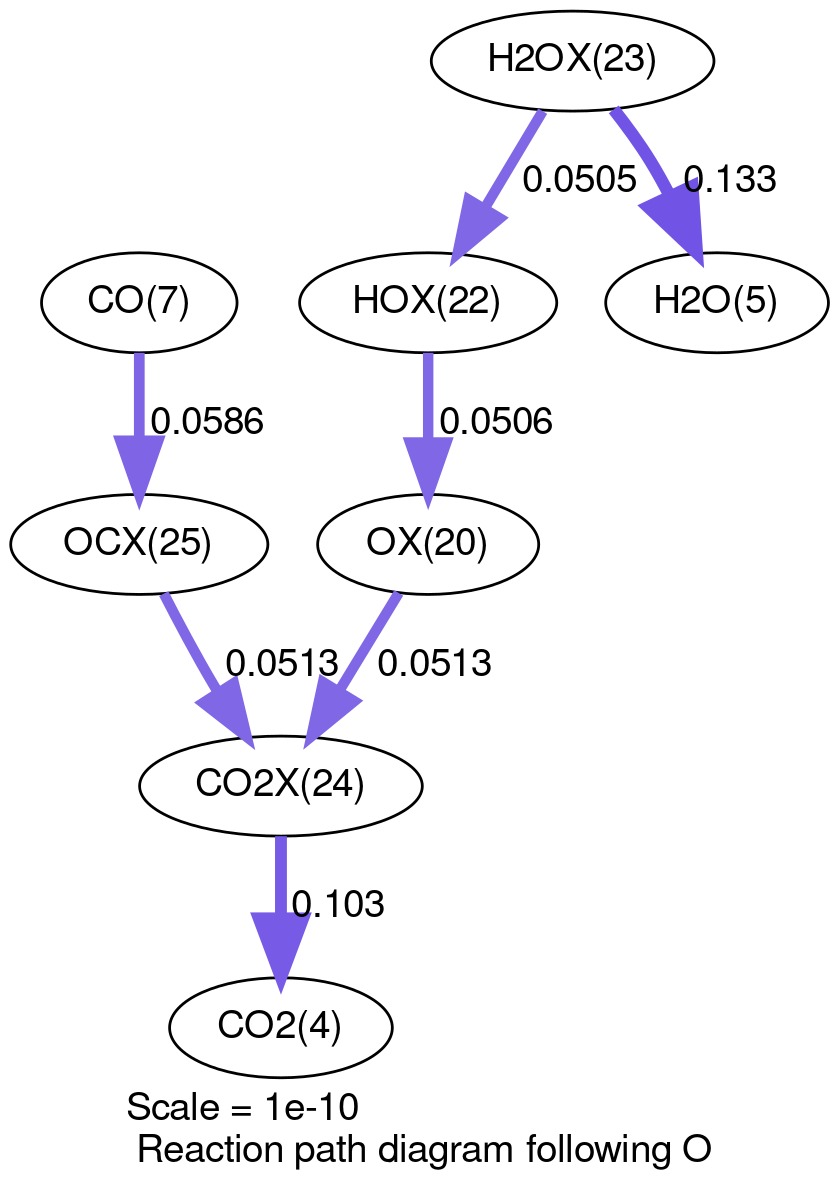 H2OX(23)
0.0505
0.133
CO(7)
HOX(22)
H2O(5)
0.0586
0.0506
OCX(25)
OX(20)
0.0513
0.0513
CO2X(24)
0.103
CO2(4)
Scale = 1e-10
Reaction path diagram following O